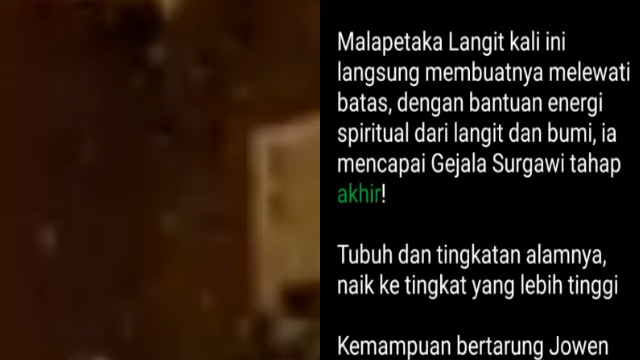 Malapetaka Langit kali ini
langsung membuatnya melewati
batas, dengan bantuan energi
spiritual dari langit dan bumi, ia
mencapai Gejala Surgawi tahap
akhir!
Tubuh dan tingkatan alamnya,
naik ke tingkat yang lebih tinggi
Kemampuan bertarung Jowen